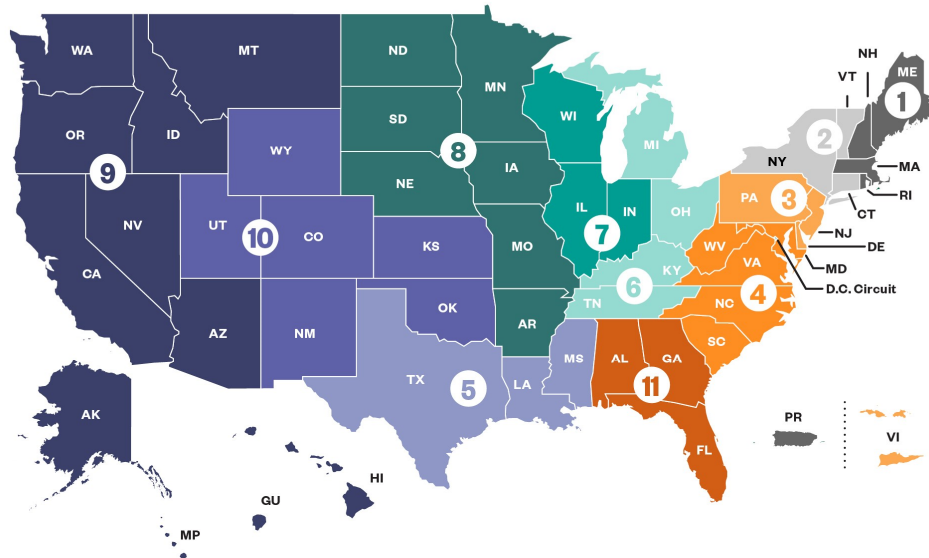 NH
WA
MT
ND
VT
ME
1
MN
OR
ID
SD
WI
2
MI
9
8
WY
NY
MA
IA
NE
PA
3
RI
NV
UT
IL
IN
OH
CT
10
CO
7
NJ
KS
MO
WV
DE
CA
VA
MD
6
KY
4
D.C. Circuit
TN
NC
OK
AZ
NM
AR
SC
MS
AL
GA
TX
5
LA
11
AK
PR
VI
FL
HI
GU
MP